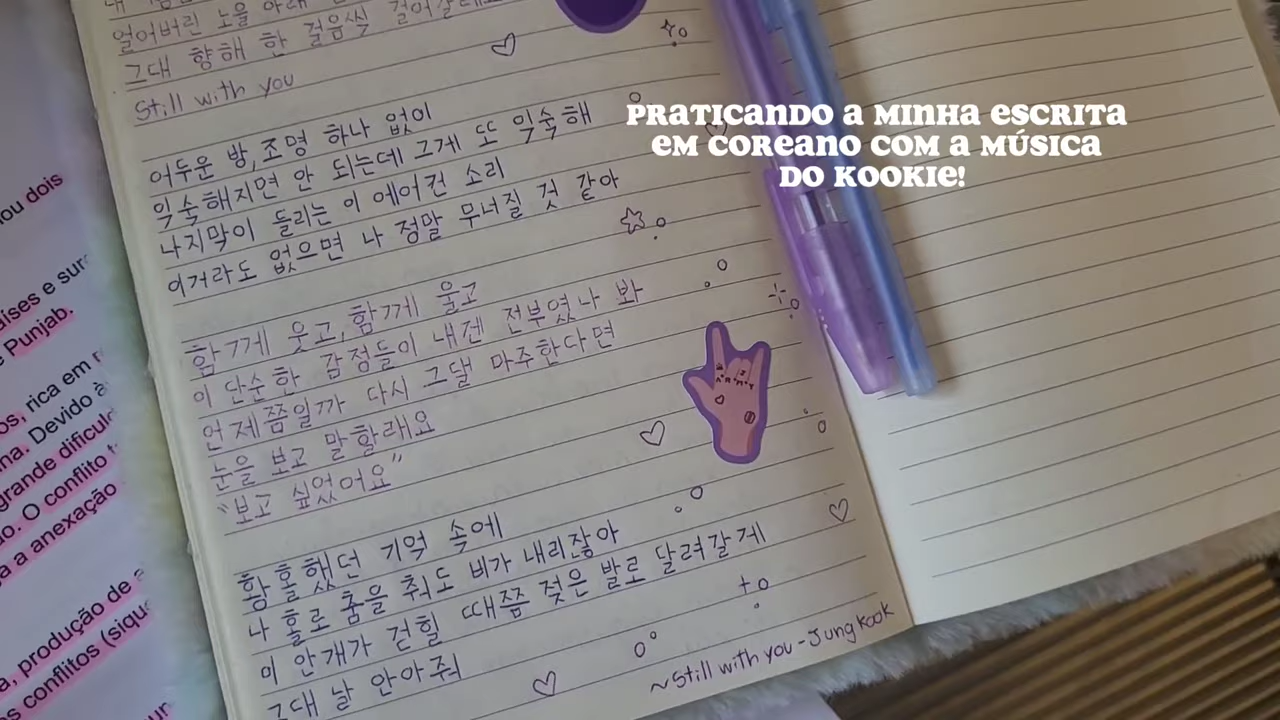 얼어버린 노을 아래
그대 향해 한 걸음씩 걸어갈래요
Still with you
어두운 방, 조명 하나 없이
익숙해지면 안 되는데 그게 또 익숙해
나지막이 들리는 이 에어컨 소리
이거라도 없으면 나 정말 무너질 것 같아
함께 웃고, 함께 울고
이 단순한 감정들이 내겐 전부였나 봐
언제쯤일까 다시 그댈 마주한다면
눈을 보고 말할래요
"보고 싶었어요"
황홀했던 기억 속에
나 홀로 춤을 춰도 비가 내리잖아
이 안개가 걷힐 때쯤 젖은 발로 달려갈게
그대 날 안아줘
~Still with you - Jungkook
PRATICANDO A MINHA ESCRITA
EM COREANO COM A MÚSICA
DO KOOKIE!
ARMY
dois
aíses e
Punjab.
rica em
Devido à
grande
O conflito
a anexação
produção de
conflitos (siqu